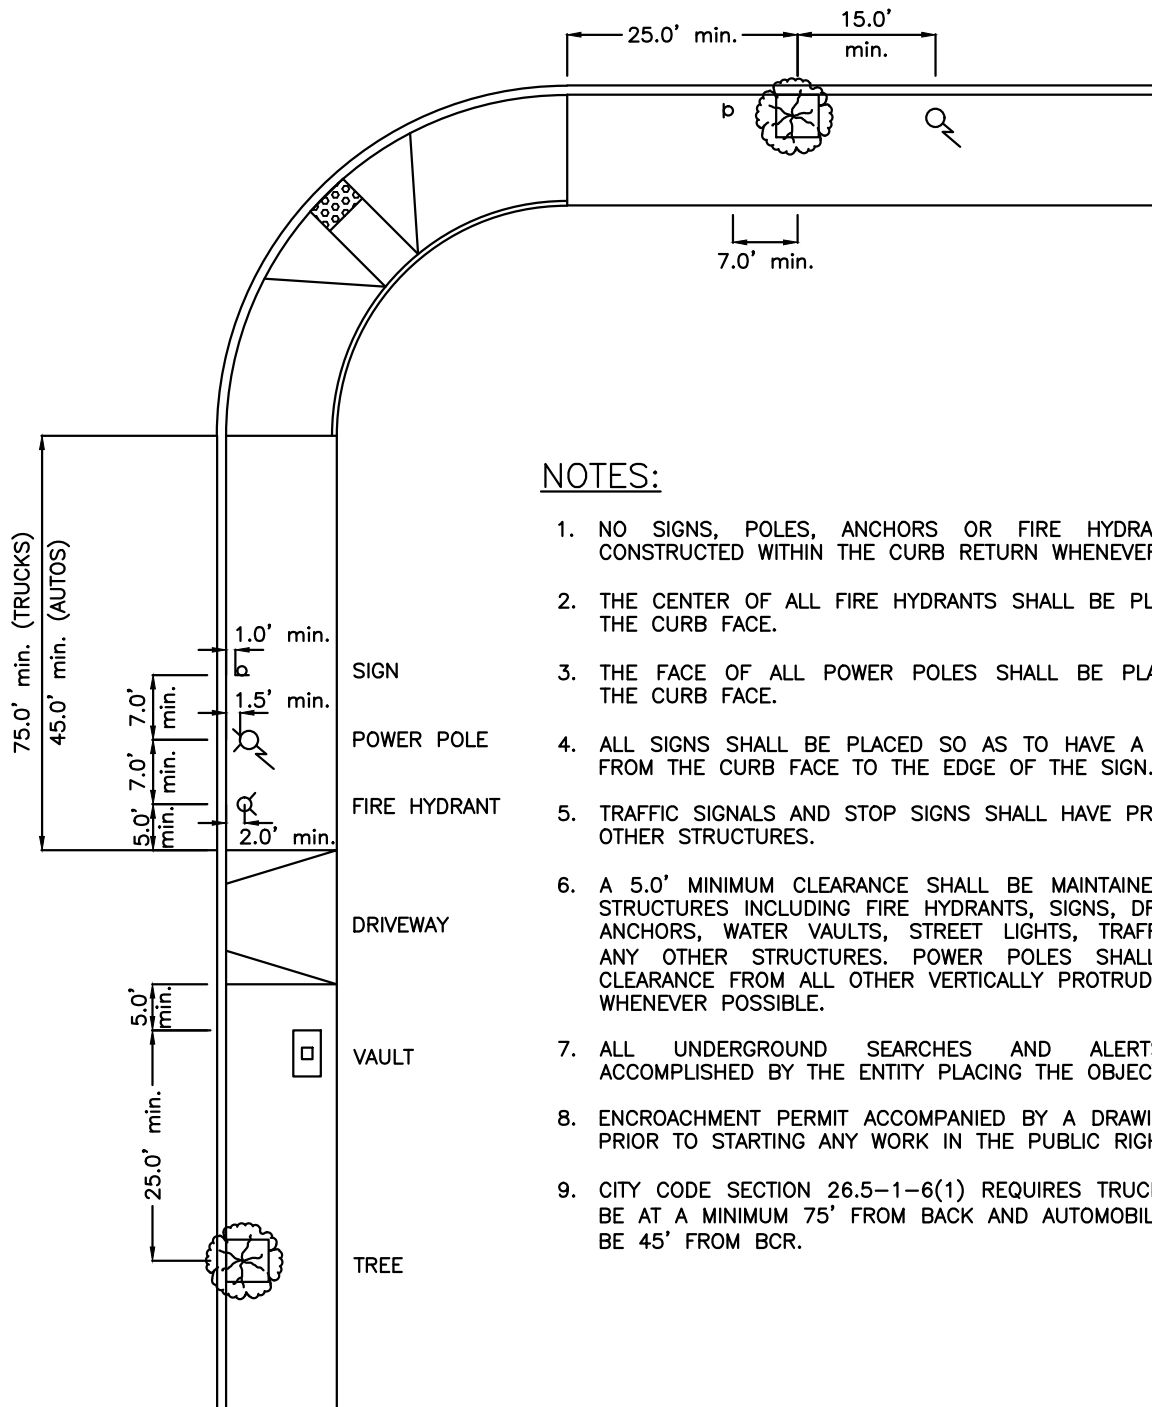 25.0' min.
15.0'
min.
7.0' min.
75.0' min. (TRUCKS)
45.0' min. (AUTOS)
1.0' min.
SIGN
7.0'
min.
1.5' min.
POWER POLE
7.0'
min.
FIRE HYDRANT
5.0'
min.
2.0' min.
DRIVEWAY
5.0'
min.
VAULT
25.0' min.
TREE
NOTES:
1. NO SIGNS, POLES, ANCHORS OR FIRE HYDRA
CONSTRUCTED WITHIN THE CURB RETURN WHENEVER
2. THE CENTER OF ALL FIRE HYDRANTS SHALL BE PL
THE CURB FACE.
3. THE FACE OF ALL POWER POLES SHALL BE PLA
THE CURB FACE.
4. ALL SIGNS SHALL BE PLACED SO AS TO HAVE A
FROM THE CURB FACE TO THE EDGE OF THE SIGN.
5. TRAFFIC SIGNALS AND STOP SIGNS SHALL HAVE PR
OTHER STRUCTURES.
6. A 5.0' MINIMUM CLEARANCE SHALL BE MAINTAINE
STRUCTURES INCLUDING FIRE HYDRANTS, SIGNS, DR
ANCHORS, WATER VAULTS, STREET LIGHTS, TRAFF
ANY OTHER STRUCTURES. POWER POLES SHALL
CLEARANCE FROM ALL OTHER VERTICALLY PROTRUD
WHENEVER POSSIBLE.
7. ALL UNDERGROUND SEARCHES AND ALERTS
ACCOMPLISHED BY THE ENTITY PLACING THE OBJEC
8. ENCROACHMENT PERMIT ACCOMPANIED BY A DRAWI
PRIOR TO STARTING ANY WORK IN THE PUBLIC RIGH
9. CITY CODE SECTION 26.5-1-6(1) REQUIRES TRUC
BE AT A MINIMUM 75' FROM BACK AND AUTOMOBIL
BE 45' FROM BCR.